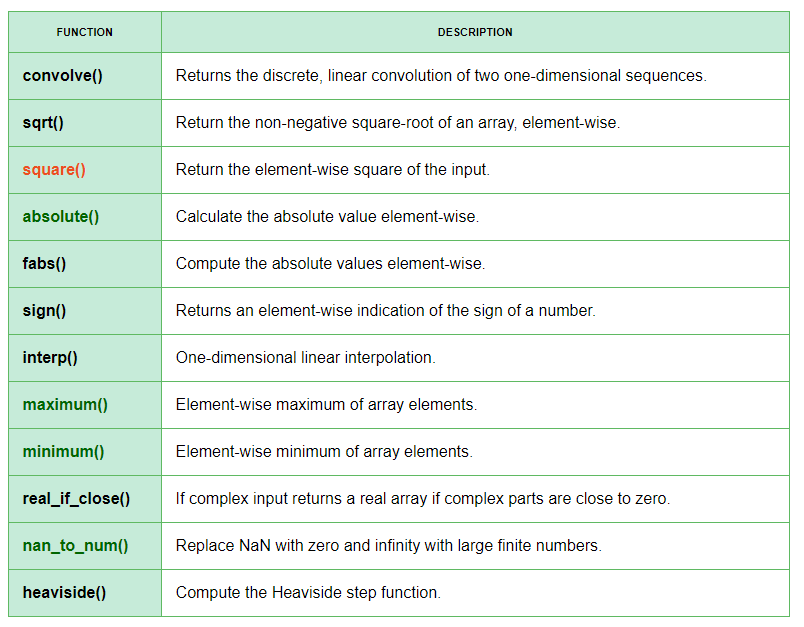 FUNCTION DESCRIPTION
convolve() Returns the discrete, linear convolution of two one-dimensional sequences.
sqrt() Return the non-negative square-root of an array, element-wise.
square() Return the element-wise square of the input.
absolute() Calculate the absolute value element-wise.
fabs() Compute the absolute values element-wise.
sign() Returns an element-wise indication of the sign of a number.
interp() One-dimensional linear interpolation.
maximum() Element-wise maximum of array elements.
minimum() Element-wise minimum of array elements.
real_if_close() If complex input returns a real array if complex parts are close to zero.
nan_to_num() Replace NaN with zero and infinity with large finite numbers.
heaviside() Compute the Heaviside step function.